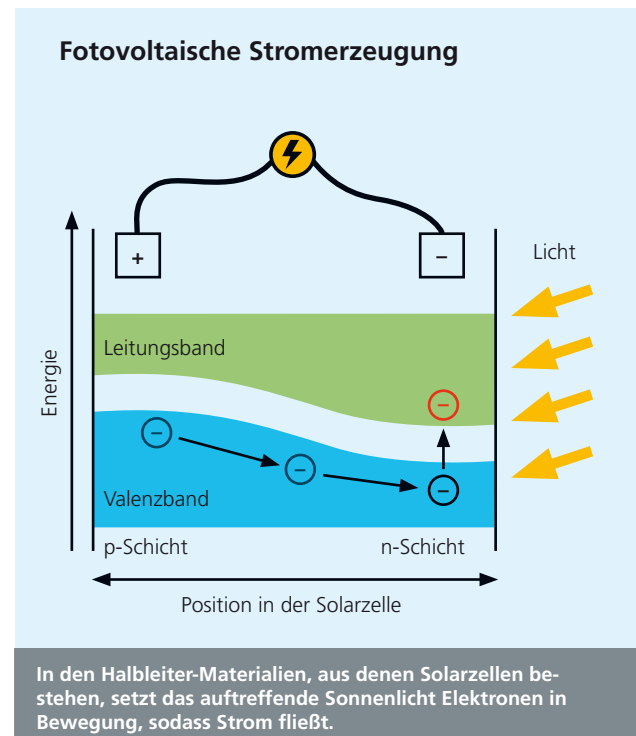 Fotovoltaische Stromerzeugung
+
−
Licht
Energie
Leitungsband
−
−
−
−
Valenzband
p-Schicht
n-Schicht
Position in der Solarzelle
In den Halbleiter-Materialien, aus denen Solarzellen be-
stehen, setzt das auftreffende Sonnenlicht Elektronen in
Bewegung, sodass Strom fließt.